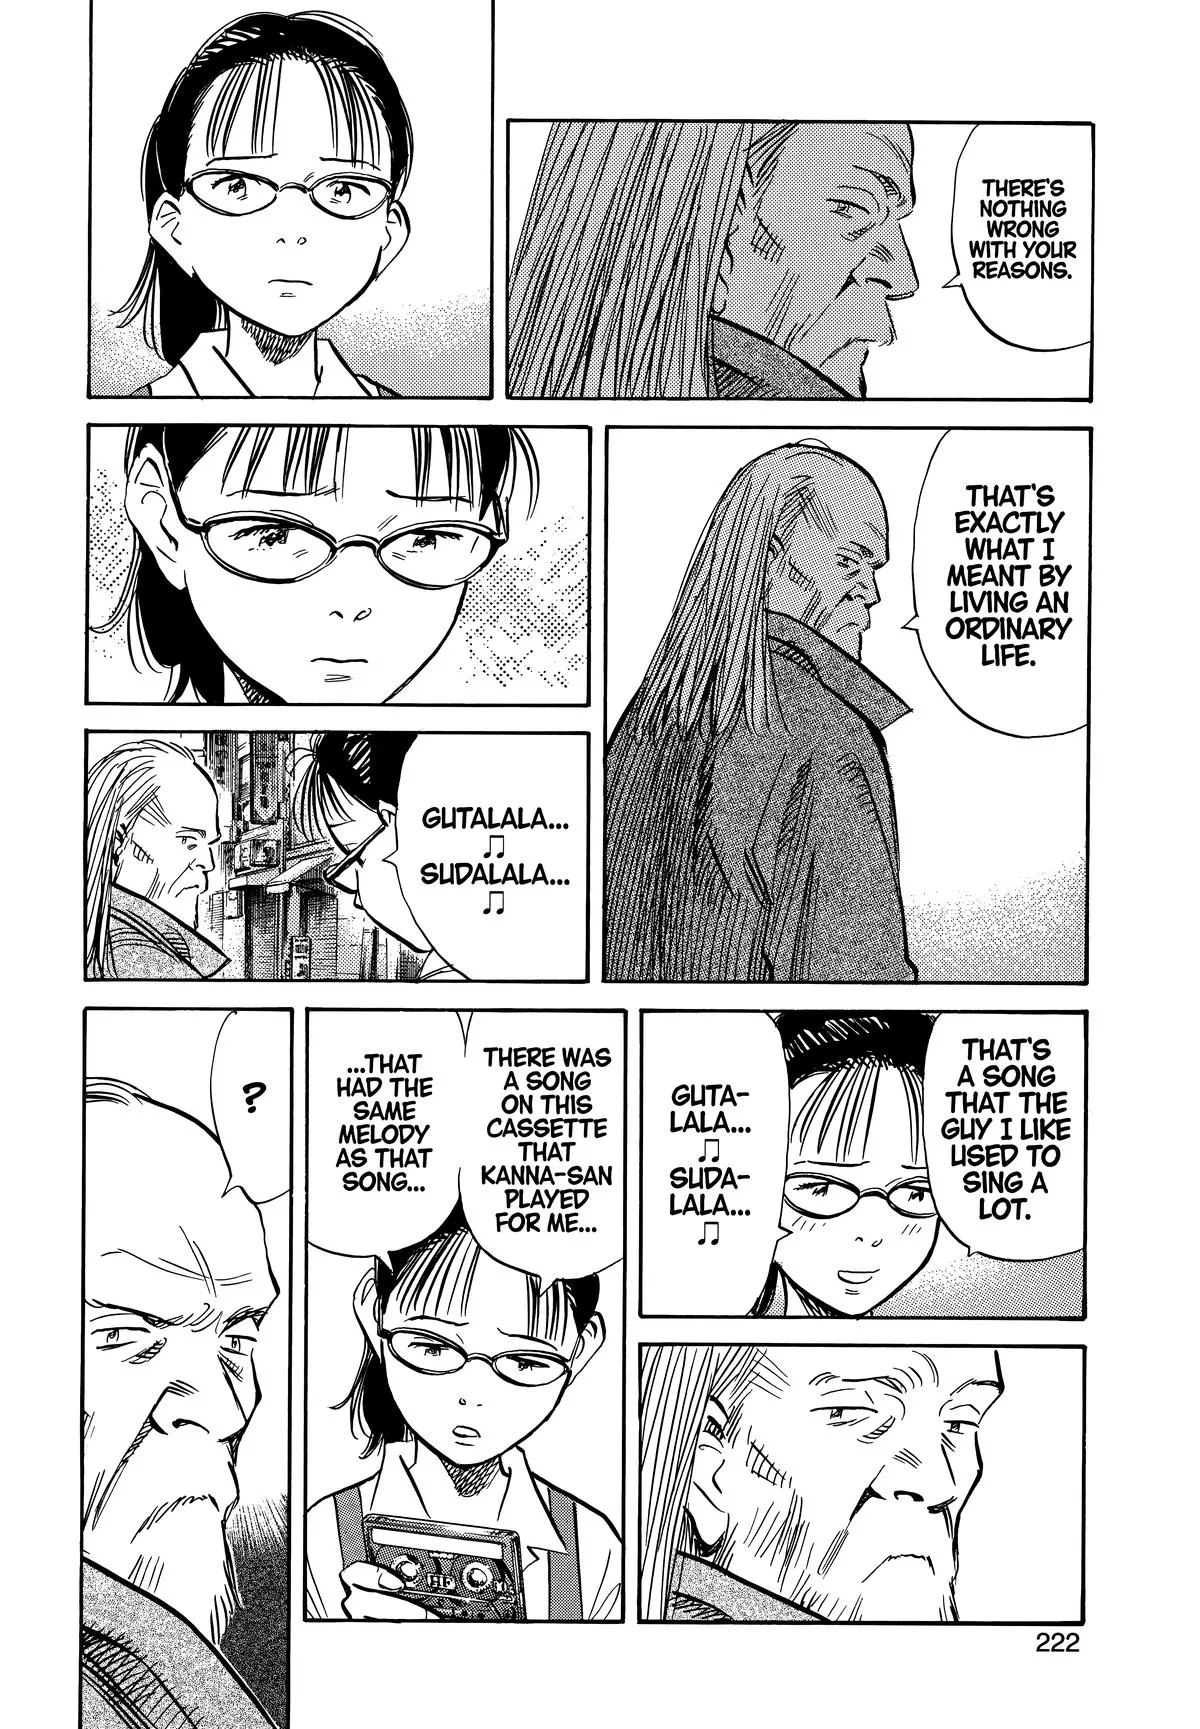 THERE'S
NOTHING
WRONG
WITH YOUR
REASONS.
THAT'S
EXACTLY
WHAT I
MEANT BY
LIVING AN
ORDINARY
LIFE.
GUTALALA...
♫
SUDALALA...
♫
THAT'S
A SONG
THAT THE
GUY I LIKE
USED TO
SING A
LOT.
GUTA-
LALA...
♫
SUDA-
LALA...
♫
THERE WAS
A SONG
ON THIS
CASSETTE
THAT
KANNA-SAN
PLAYED
FOR ME...
...THAT
HAD THE
SAME
MELODY
AS THAT
SONG...
HF
?
222